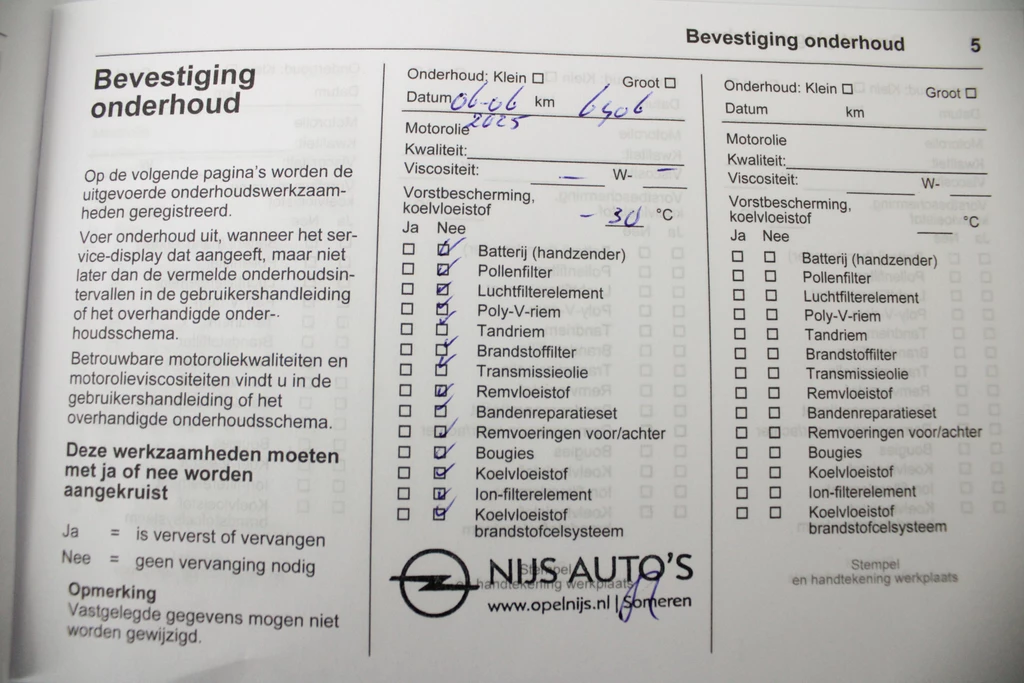 Bevestiging onderhoud 5
Bevestiging
onderhoud
Op de volgende pagina's worden de
uitgevoerde onderhoudswerkzaam-
heden geregistreerd.
Voer onderhoud uit, wanneer het ser-
vice-display dat aangeeft, maar niet
later dan de vermelde onderhoudsin-
tervallen in de gebruikershandleiding
of het overhandigde onder-
houdsschema.
Betrouwbare motoroliekwaliteiten en
motorolieviscositeiten vindt u in de
gebruikershandleiding of het
overhandigde onderhoudsschema.
Deze werkzaamheden moeten
met ja of nee worden
aangekruist
Ja = is ververst of vervangen
Nee = geen vervanging nodig
Opmerking
Vastgelegde gegevens mogen niet
worden gewijzigd.
Onderhoud: Klein Groot
Datum 06-06 km
2025
Motorolie
Kwaliteit:
Viscositeit: - W- -
Vorstbescherming,
koelvloeistof -30 °C
Ja Nee
Batterij (handzender)
Pollenfilter
Luchtfilterelement
Poly-V-riem
Tandriem
Brandstoffilter
Transmissieolie
Remvloeistof
Bandenreparatieset
Remvoeringen voor/achter
Bougies
Koelvloeistof
Ion-filterelement
Koelvloeistof
brandstofcelsysteem
NIJS AUTO'S
Stempel
en handtekening werkplaats
www.opelnijs.nl | Someren
Onderhoud: Klein Groot
Datum km
Motorolie
Kwaliteit:
Viscositeit: W-
Vorstbescherming,
koelvloeistof °C
Ja Nee
Batterij (handzender)
Pollenfilter
Luchtfilterelement
Poly-V-riem
Tandriem
Brandstoffilter
Transmissieolie
Remvloeistof
Bandenreparatieset
Remvoeringen voor/achter
Bougies
Koelvloeistof
Ion-filterelement
Koelvloeistof
brandstofcelsysteem
Stempel
en handtekening werkplaats